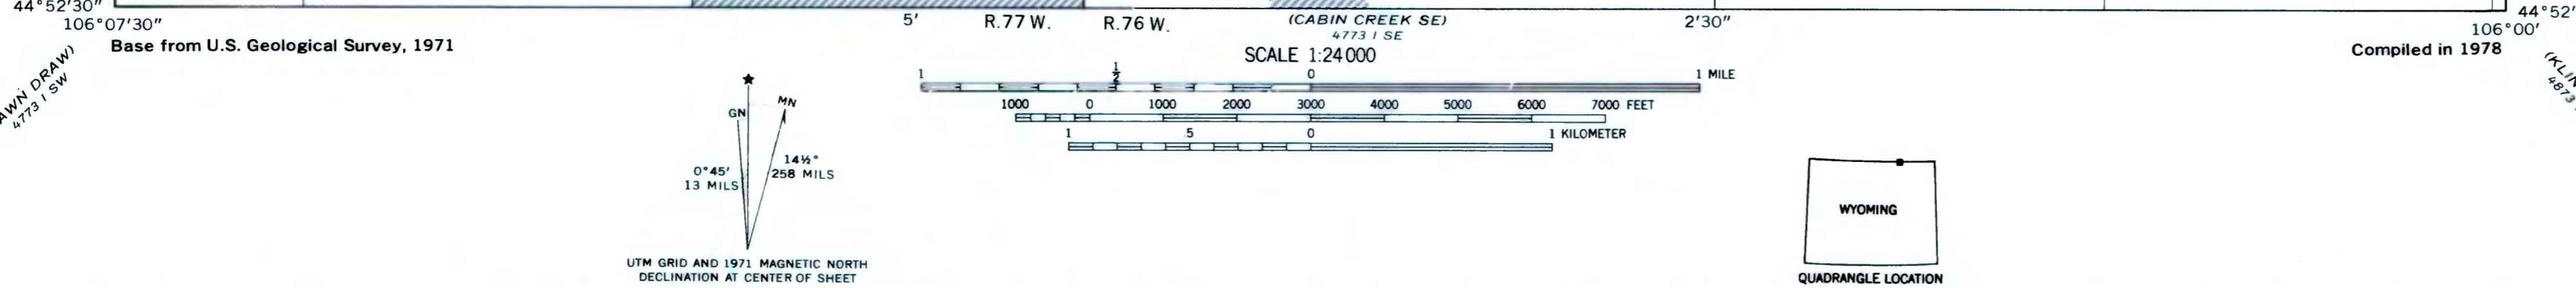 44°52'30"
106°07'30"
5'
R.77 W.
R.76 W.
(CABIN CREEK SE)
4773 I SE
2'30"
44°52'
106°00'
Base from U.S. Geological Survey, 1971
SCALE 1:24 000
Compiled in 1978
DRAW)
4773 I SW
1 ½ 0 1 MILE
1000 0 1000 2000 3000 4000 5000 6000 7000 FEET
1 .5 0 1 KILOMETER
★
GN
MN
0°45'
13 MILS
14½°
258 MILS
UTM GRID AND 1971 MAGNETIC NORTH
DECLINATION AT CENTER OF SHEET
WYOMING
QUADRANGLE LOCATION